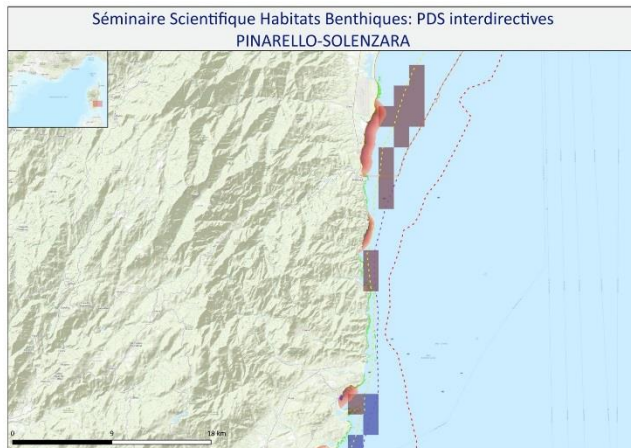 Séminaire Scientifique Habitats Benthiques: PDS interdirectives
PINARELLO-SOLENZARA
0
9
18 km